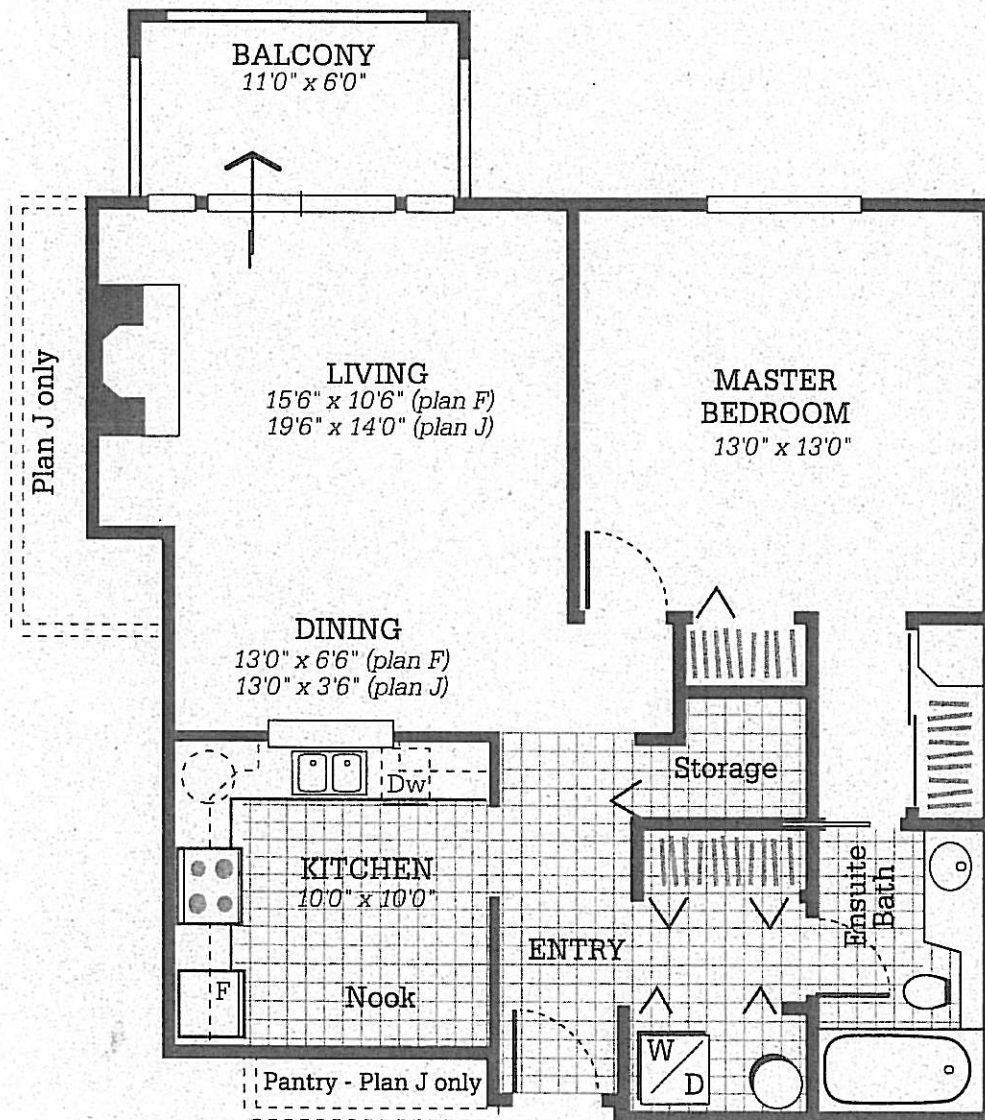 BALCONY
11'0" x 6'0"
Plan J only
LIVING
15'6" x 10'6" (plan F)
19'6" x 14'0" (plan J)
MASTER
BEDROOM
13'0" x 13'0"
DINING
13'0" x 6'6" (plan F)
13'0" x 3'6" (plan J)
Storage
Dw
KITCHEN
10'0" x 10'0"
Ensuite
Bath
ENTRY
F
Nook
W
D
Pantry - Plan J only